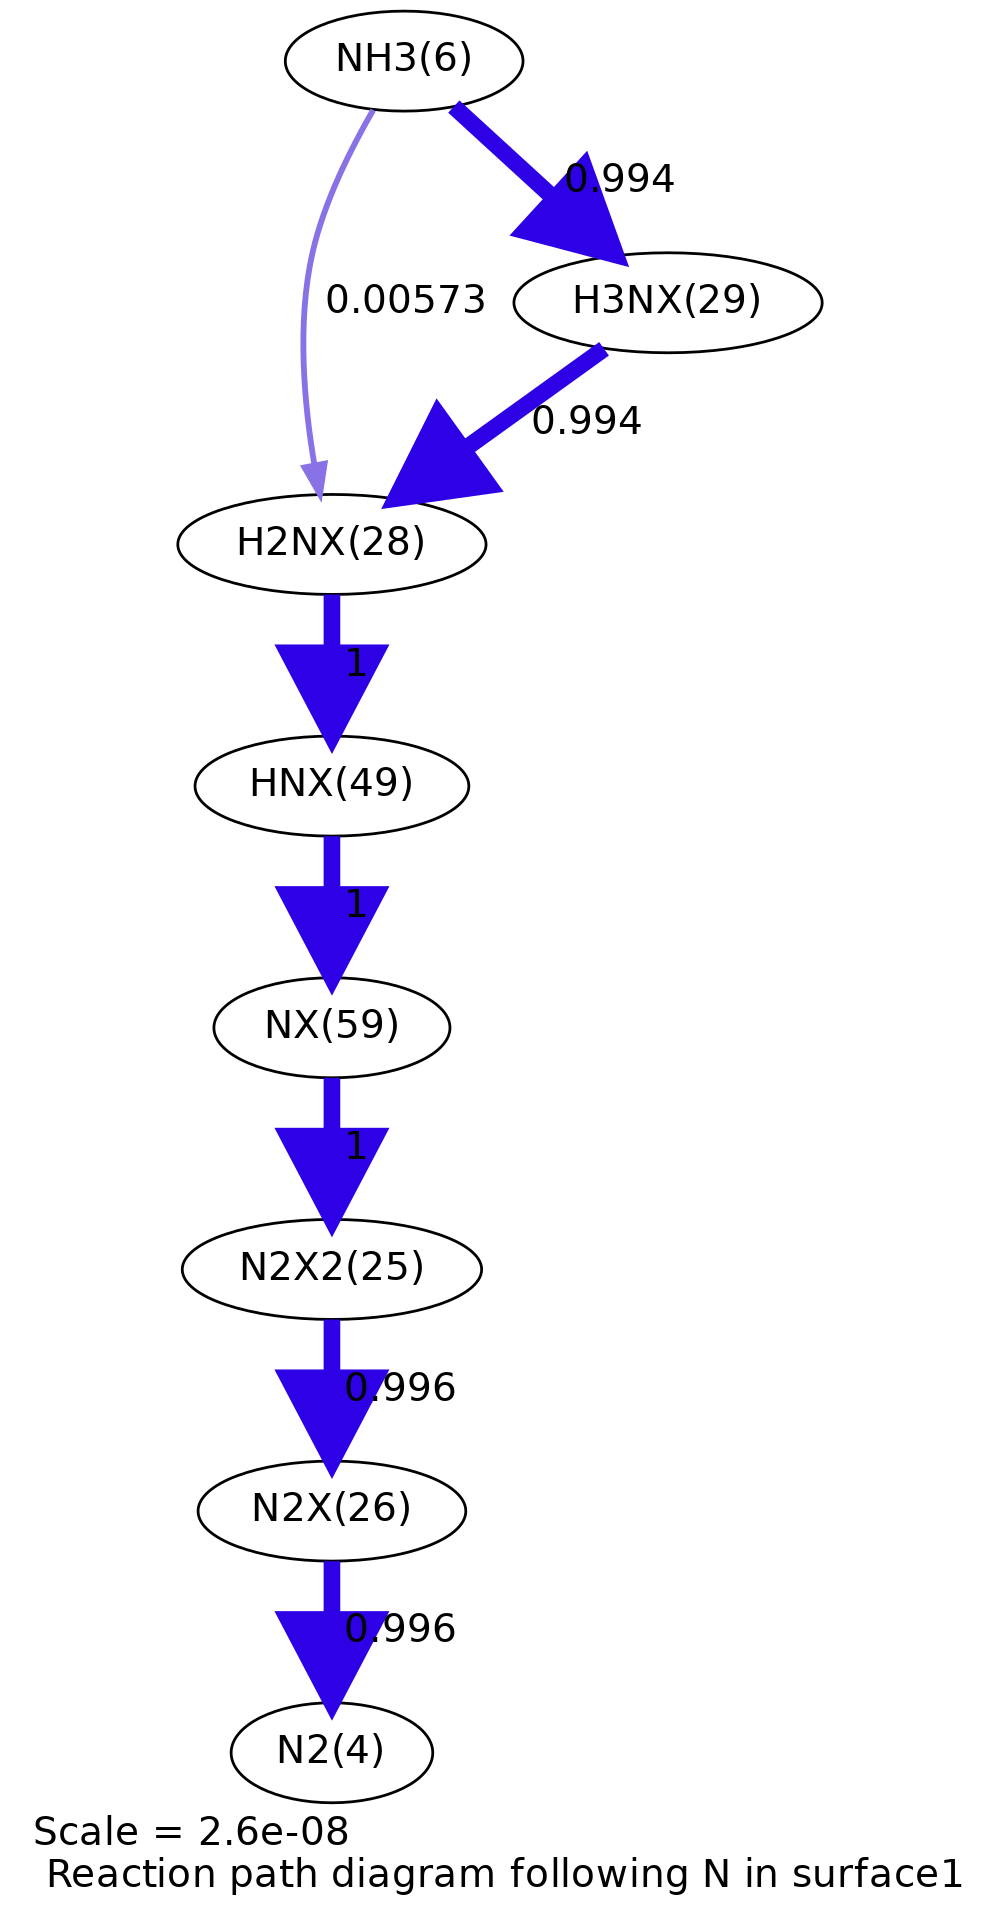 NH3(6)
0.994
0.00573
H3NX(29)
0.994
H2NX(28)
1
HNX(49)
1
NX(59)
1
N2X2(25)
0.996
N2X(26)
0.996
N2(4)
Scale = 2.6e-08
Reaction path diagram following N in surface1